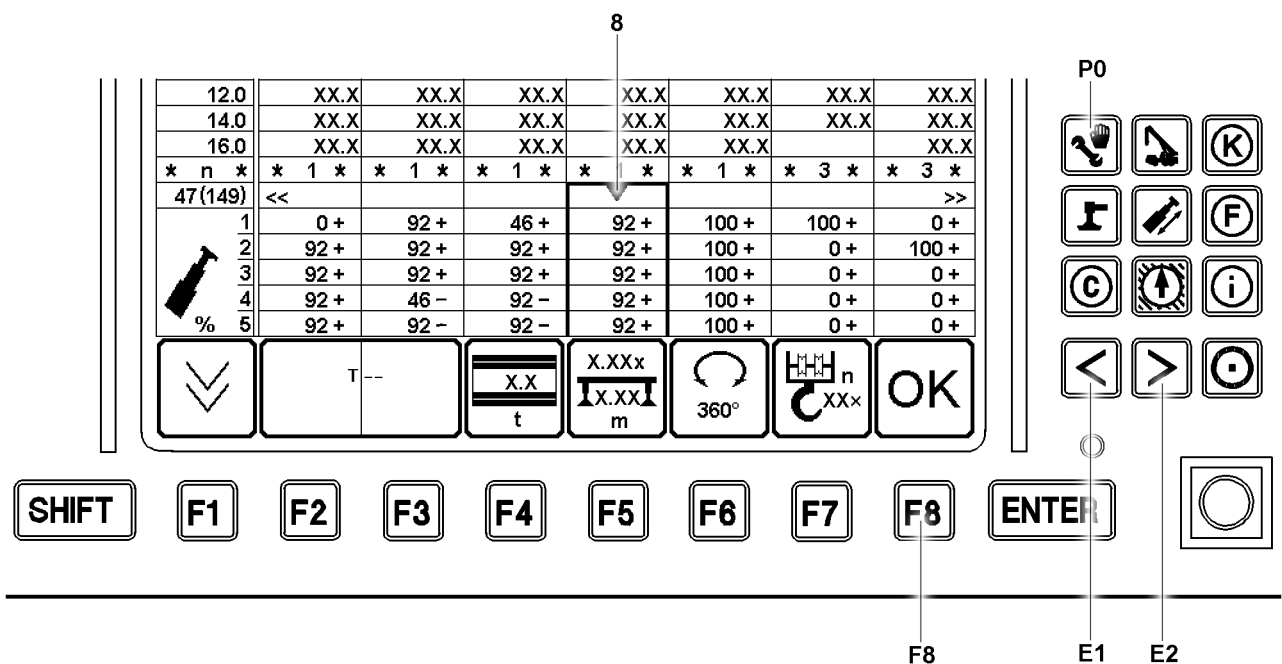 8
P0
12.0 XX.X XX.X XX.X XX.X XX.X XX.X XX.X
14.0 XX.X XX.X XX.X XX.X XX.X XX.X XX.X
16.0 XX.X XX.X XX.X XX.X XX.X XX.X
* n * * 1 * * 1 * * 1 * * 1 * * 1 * * 3 * * 3 *
47(149) << >>
1 0 + 92 + 46 + 92 + 100 + 100 + 0 +
2 92 + 92 + 92 + 92 + 100 + 0 + 100 +
3 92 + 92 + 92 + 92 + 100 + 0 + 0 +
4 92 + 46 − 92 − 92 + 100 + 0 + 0 +
% 5 92 + 92 − 92 − 92 + 100 + 0 + 0 +
K
F
C
i
< >
T --
X.X
t
X.XXx
X.XX
m
360°
n
XX×
OK
SHIFT F1 F2 F3 F4 F5 F6 F7 F8 ENTER
F8 E1 E2